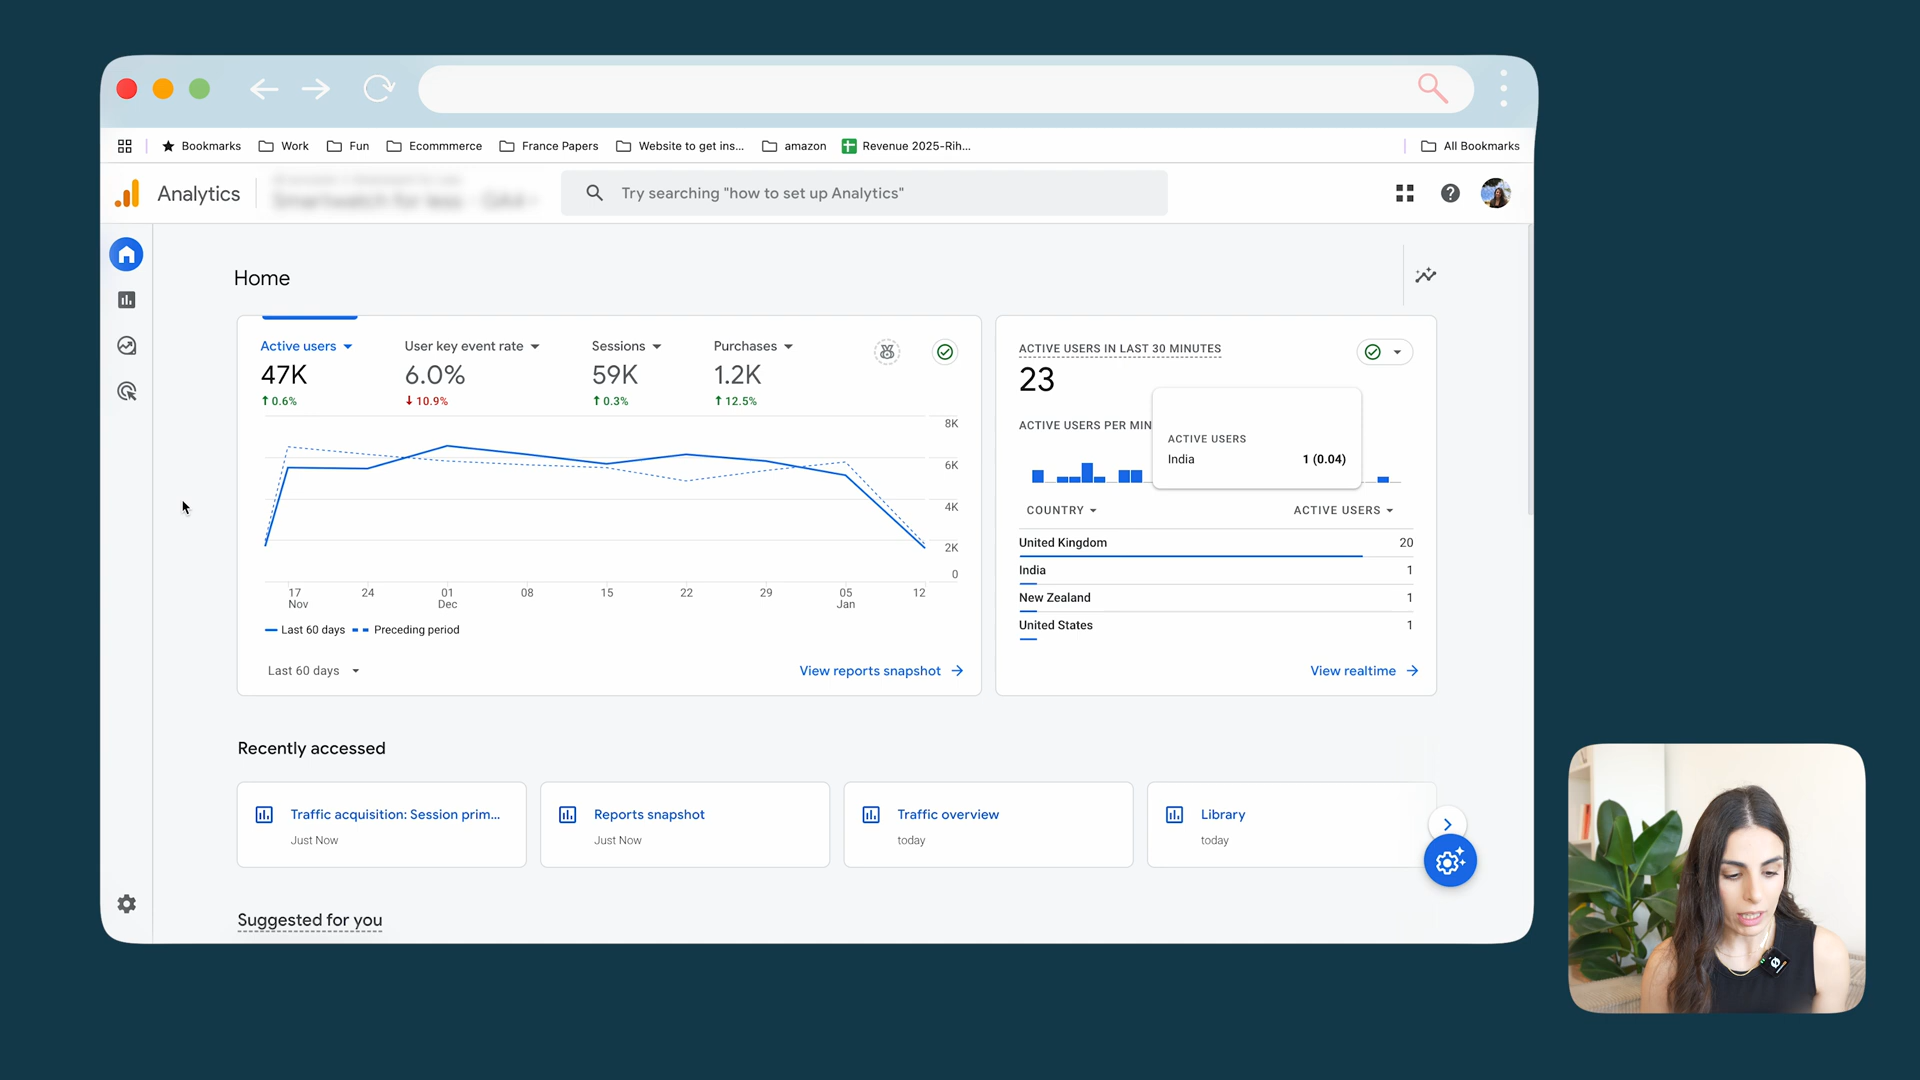 Bookmarks Work Fun Ecommmerce France Papers Website to get ins... amazon Revenue 2025-Rih... All Bookmarks
Analytics
Try searching "how to set up Analytics"
Home
Active users User key event rate Sessions Purchases
47K 6.0% 59K 1.2K
0.6% 10.9% 0.3% 12.5%
8K
6K
4K
2K
0
17 24 01 08 15 22 29 05 12
Nov Dec Jan
Last 60 days Preceding period
Last 60 days
View reports snapshot
ACTIVE USERS IN LAST 30 MINUTES
23
ACTIVE USERS PER MIN
ACTIVE USERS
India 1 (0.04)
COUNTRY ACTIVE USERS
United Kingdom 20
India 1
New Zealand 1
United States 1
View realtime
Recently accessed
Traffic acquisition: Session prim...
Just Now
Reports snapshot
Just Now
Traffic overview
today
Library
today
Suggested for you